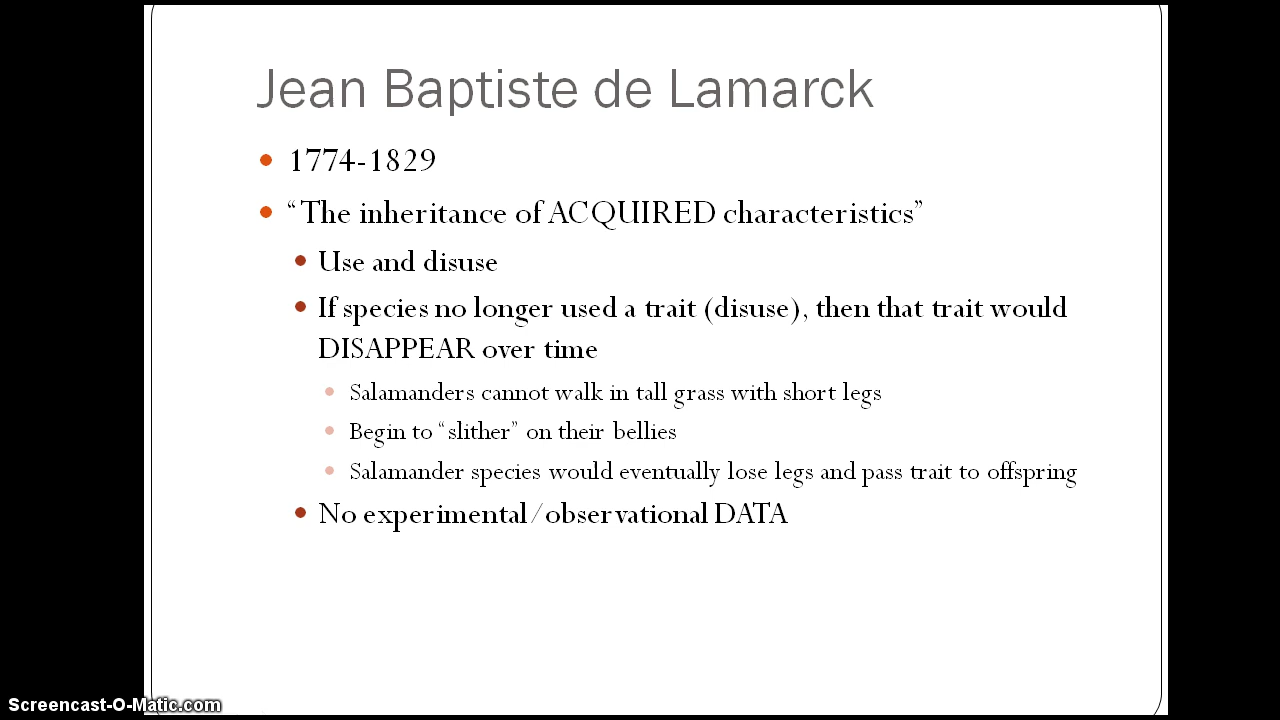 Jean Baptiste de Lamarck
1774-1829
“The inheritance of ACQUIRED characteristics”
Use and disuse
If species no longer used a trait (disuse), then that trait would
DISAPPEAR over time
Salamanders cannot walk in tall grass with short legs
Begin to “slither” on their bellies
Salamander species would eventually lose legs and pass trait to offspring
No experimental/observational DATA
Screencast-O-Matic.com